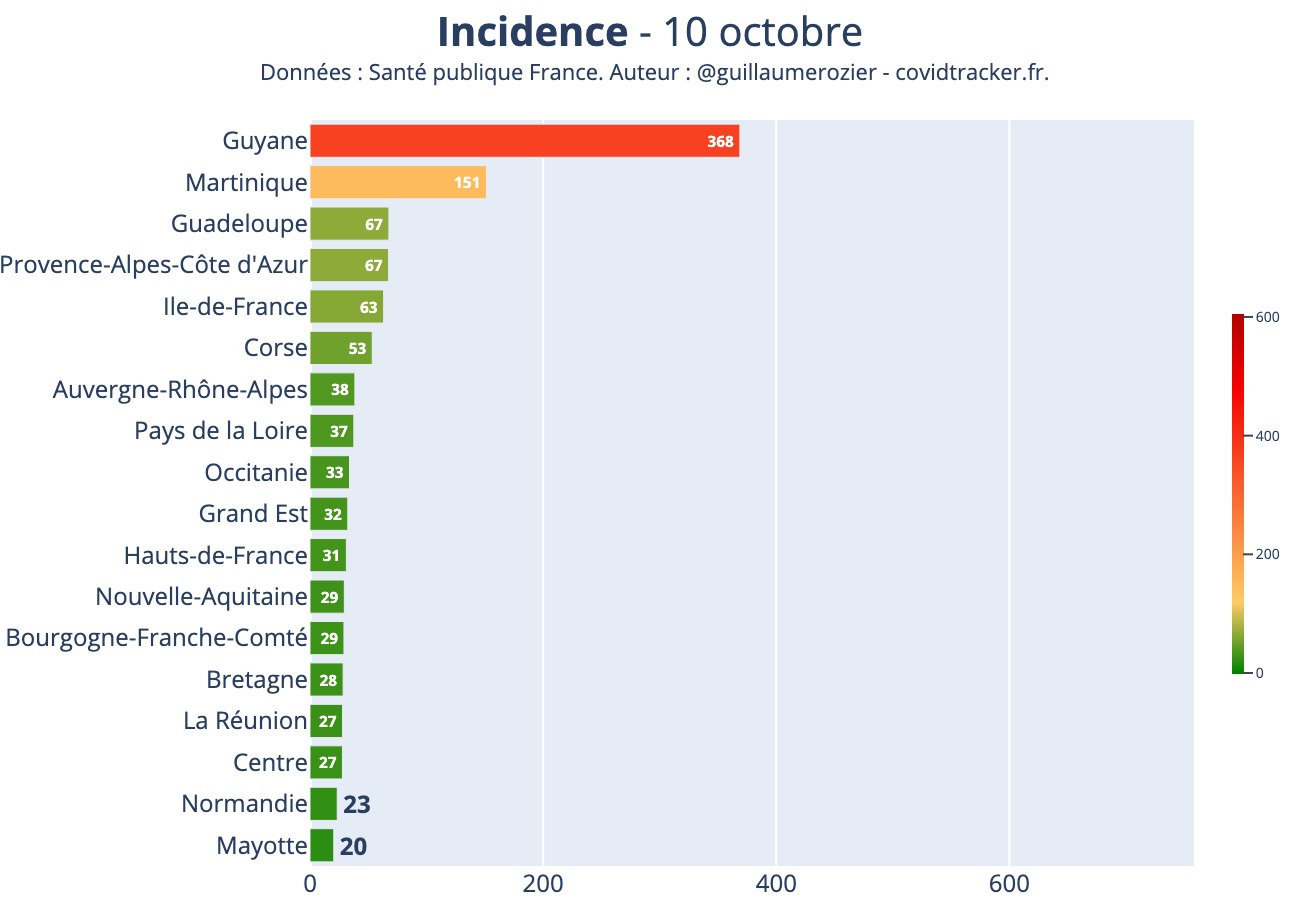 Incidence - 10 octobre
Données : Santé publique France. Auteur : @guillaumerozier - covidtracker.fr.
Guyane 368
Martinique 151
Guadeloupe 67
Provence-Alpes-Côte d'Azur 67
Ile-de-France 63
Corse 53
Auvergne-Rhône-Alpes 38
Pays de la Loire 37
Occitanie 33
Grand Est 32
Hauts-de-France 31
Nouvelle-Aquitaine 29
Bourgogne-Franche-Comté 29
Bretagne 28
La Réunion 27
Centre 27
Normandie 23
Mayotte 20
0 200 400 600
600
400
200
0